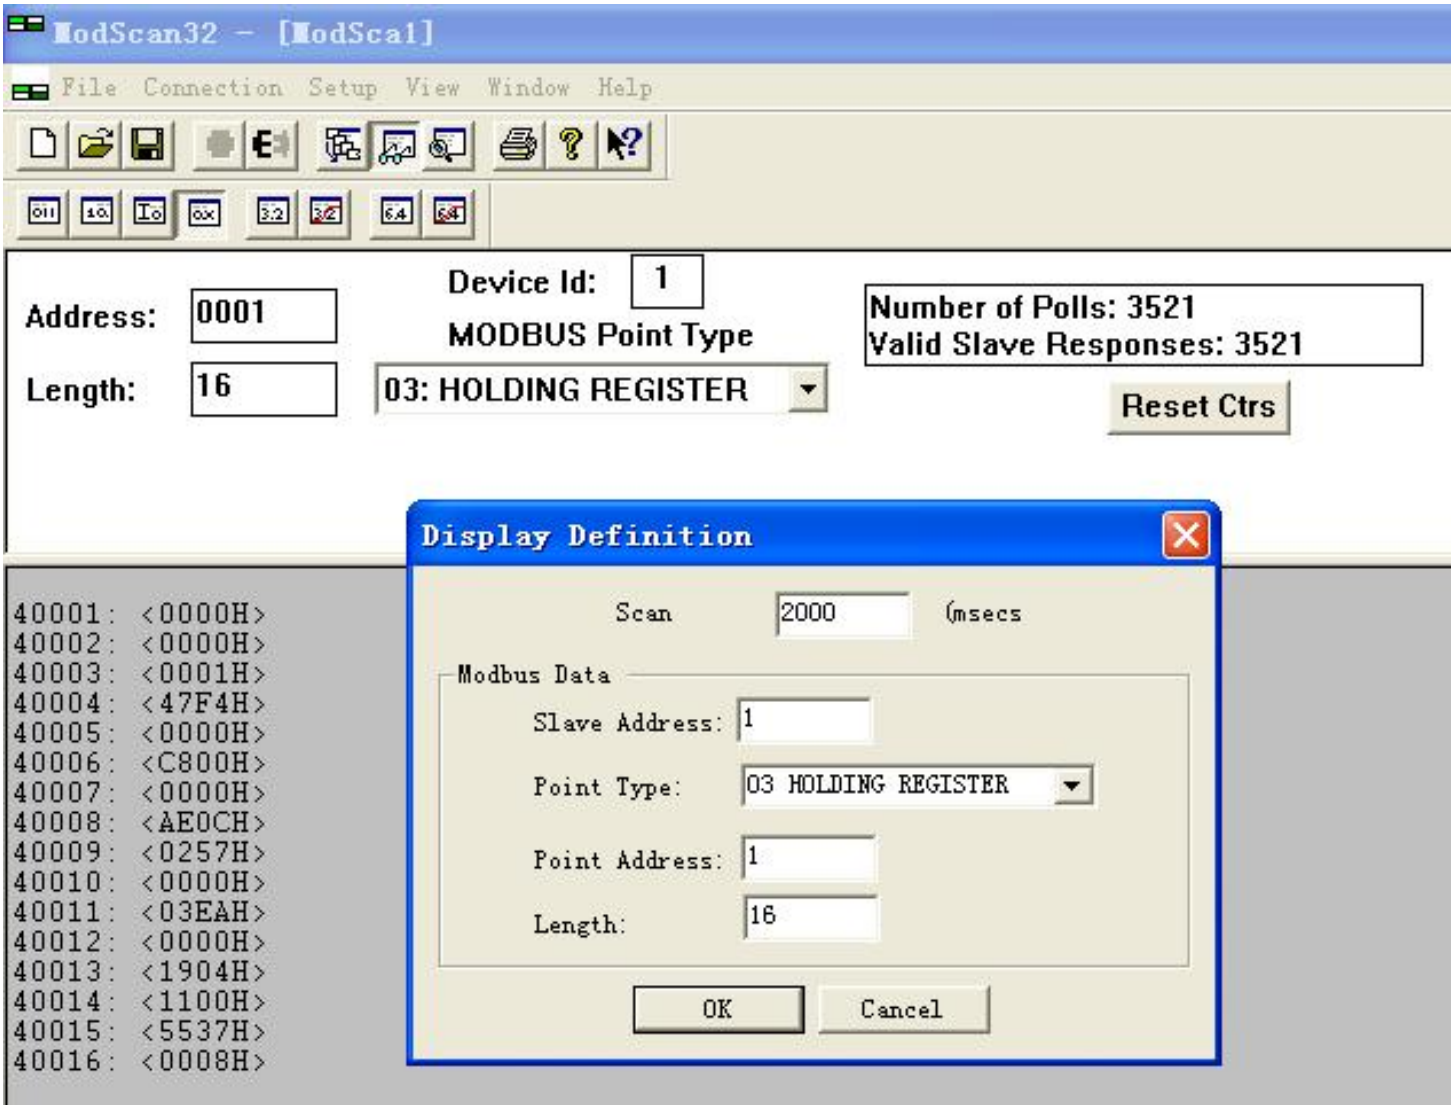 ModScan32 - [ModSca1]
File Connection Setup View Window Help
Address: 0001
Device Id: 1
MODBUS Point Type
Length: 16
03: HOLDING REGISTER
Number of Polls: 3521
Valid Slave Responses: 3521
Reset Ctrs
Display Definition
Scan 2000 (msecs
Modbus Data
Slave Address: 1
Point Type: 03 HOLDING REGISTER
Point Address: 1
Length: 16
OK Cancel
40001: <0000H>
40002: <0000H>
40003: <0001H>
40004: <47F4H>
40005: <0000H>
40006: <C800H>
40007: <0000H>
40008: <AE0CH>
40009: <0257H>
40010: <0000H>
40011: <03EAH>
40012: <0000H>
40013: <1904H>
40014: <1100H>
40015: <5537H>
40016: <0008H>